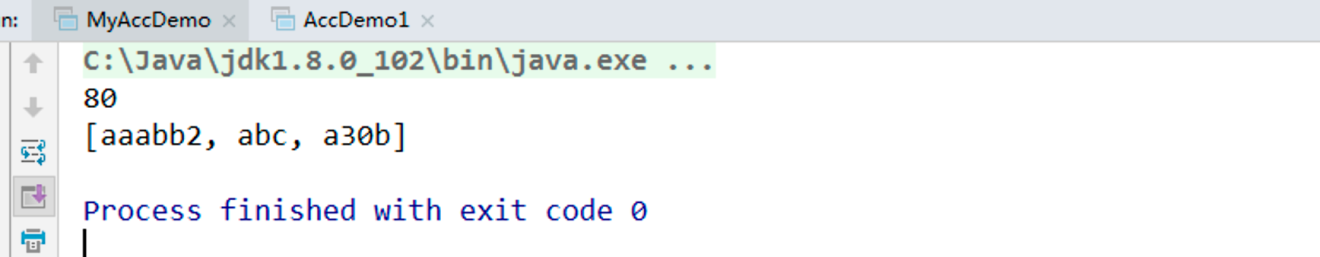 n: MyAccDemo × AccDemo1 ×
C:\Java\jdk1.8.0_102\bin\java.exe ...
80
[aaabb2, abc, a30b]
Process finished with exit code 0